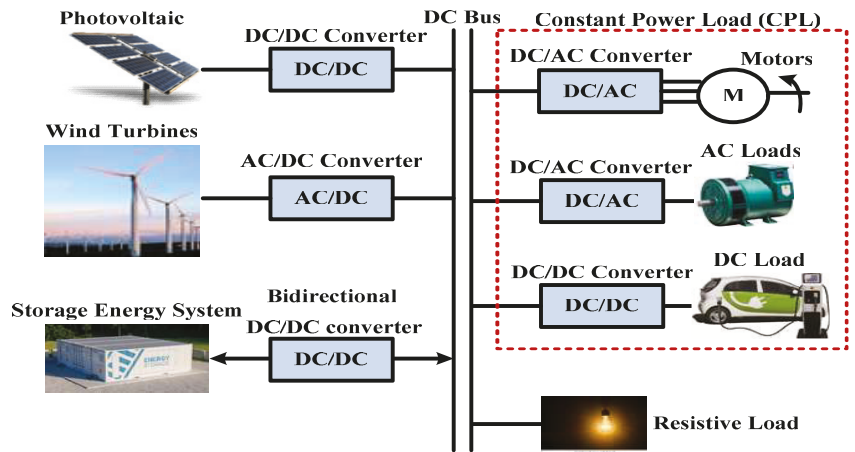 Photovoltaic
DC/DC Converter
DC/DC
DC Bus
Constant Power Load (CPL)
DC/AC Converter
DC/AC
Motors
M
Wind Turbines
AC/DC Converter
AC/DC
DC/AC Converter
DC/AC
AC Loads
DC/DC Converter
DC/DC
DC Load
Storage Energy System
ENERGY
STORAGE
Bidirectional
DC/DC converter
DC/DC
Resistive Load